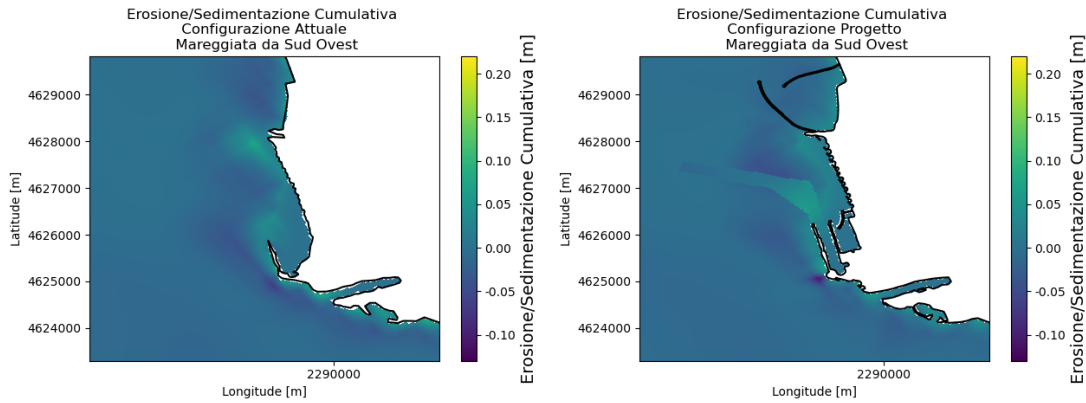 Erosione/Sedimentazione Cumulativa
Configurazione Attuale
Mareggiata da Sud Ovest
4629000
4628000
4627000
4626000
4625000
4624000
Latitude [m]
2290000
Longitude [m]
0.20
0.15
0.10
0.05
0.00
-0.05
-0.10
Erosione/Sedimentazione Cumulativa [m]
Erosione/Sedimentazione Cumulativa
Configurazione Progetto
Mareggiata da Sud Ovest
4629000
4628000
4627000
4626000
4625000
4624000
Latitude [m]
2290000
Longitude [m]
0.20
0.15
0.10
0.05
0.00
-0.05
-0.10
Erosione/Sedimentazione Cumulativa [m]